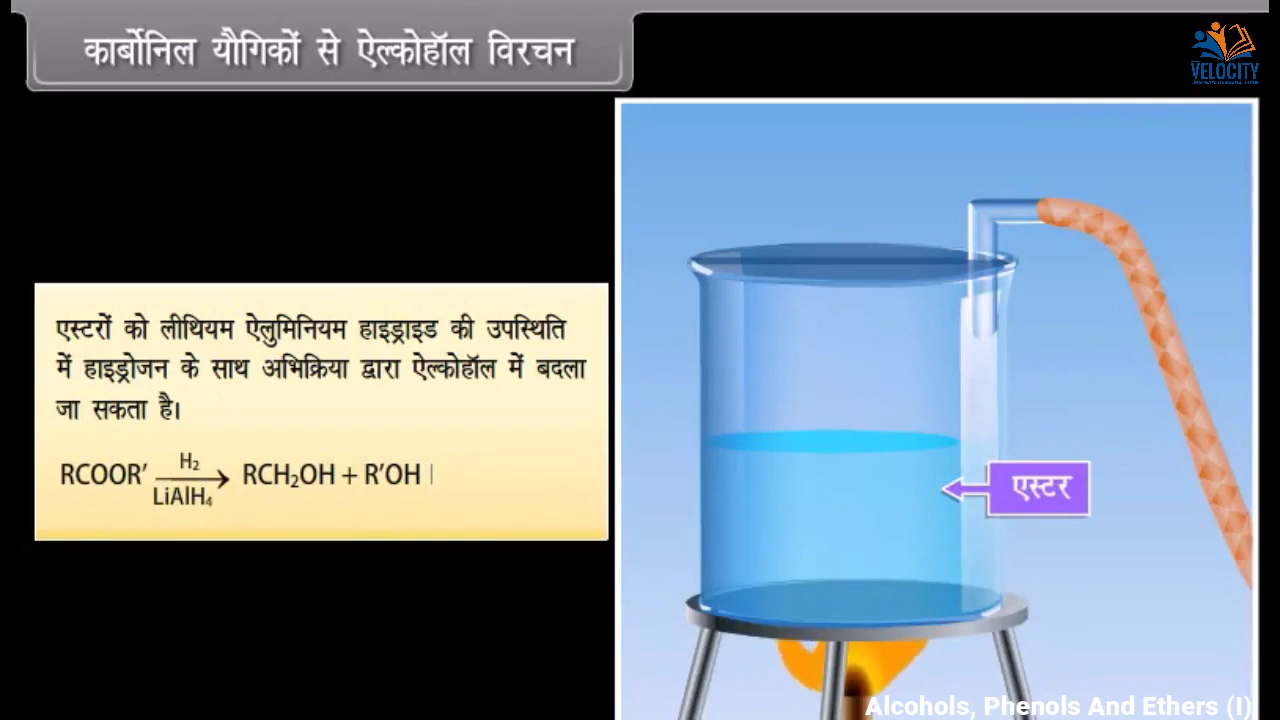 कार्बोनिल यौगिकों से ऐल्कोहॉल विरचन
VELOCITY
एस्टरों को लीथियम ऐलुमिनियम हाइड्राइड की उपस्थिति
में हाइड्रोजन के साथ अभिक्रिया द्वारा ऐल्कोहॉल में बदला
जा सकता है।
RCOOR′ H₂ LiAlH₄ → RCH₂OH + R′OH |
एस्टर
Alcohols, Phenols And Ethers (I)